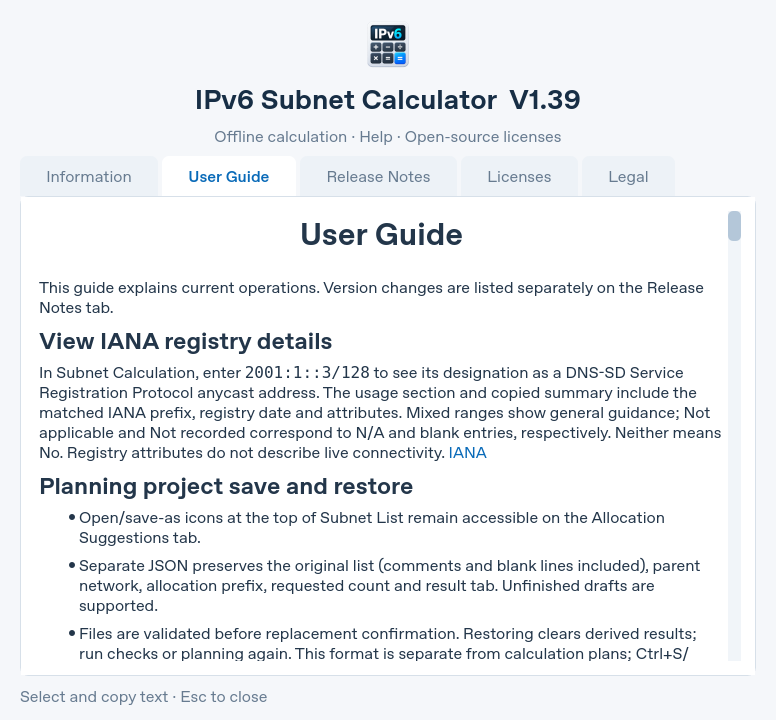 IPv6
IPv6 Subnet Calculator V1.39
Offline calculation · Help · Open-source licenses
Information
User Guide
Release Notes
Licenses
Legal
User Guide
This guide explains current operations. Version changes are listed separately on the Release
Notes tab.
View IANA registry details
In Subnet Calculation, enter 2001:1::3/128 to see its designation as a DNS-SD Service
Registration Protocol anycast address. The usage section and copied summary include the
matched IANA prefix, registry date and attributes. Mixed ranges show general guidance; Not
applicable and Not recorded correspond to N/A and blank entries, respectively. Neither means
No. Registry attributes do not describe live connectivity. IANA
Planning project save and restore
• Open/save-as icons at the top of Subnet List remain accessible on the Allocation
Suggestions tab.
• Separate JSON preserves the original list (comments and blank lines included), parent
network, allocation prefix, requested count and result tab. Unfinished drafts are
supported.
• Files are validated before replacement confirmation. Restoring clears derived results;
run checks or planning again. This format is separate from calculation plans; Ctrl+S/
Select and copy text · Esc to close